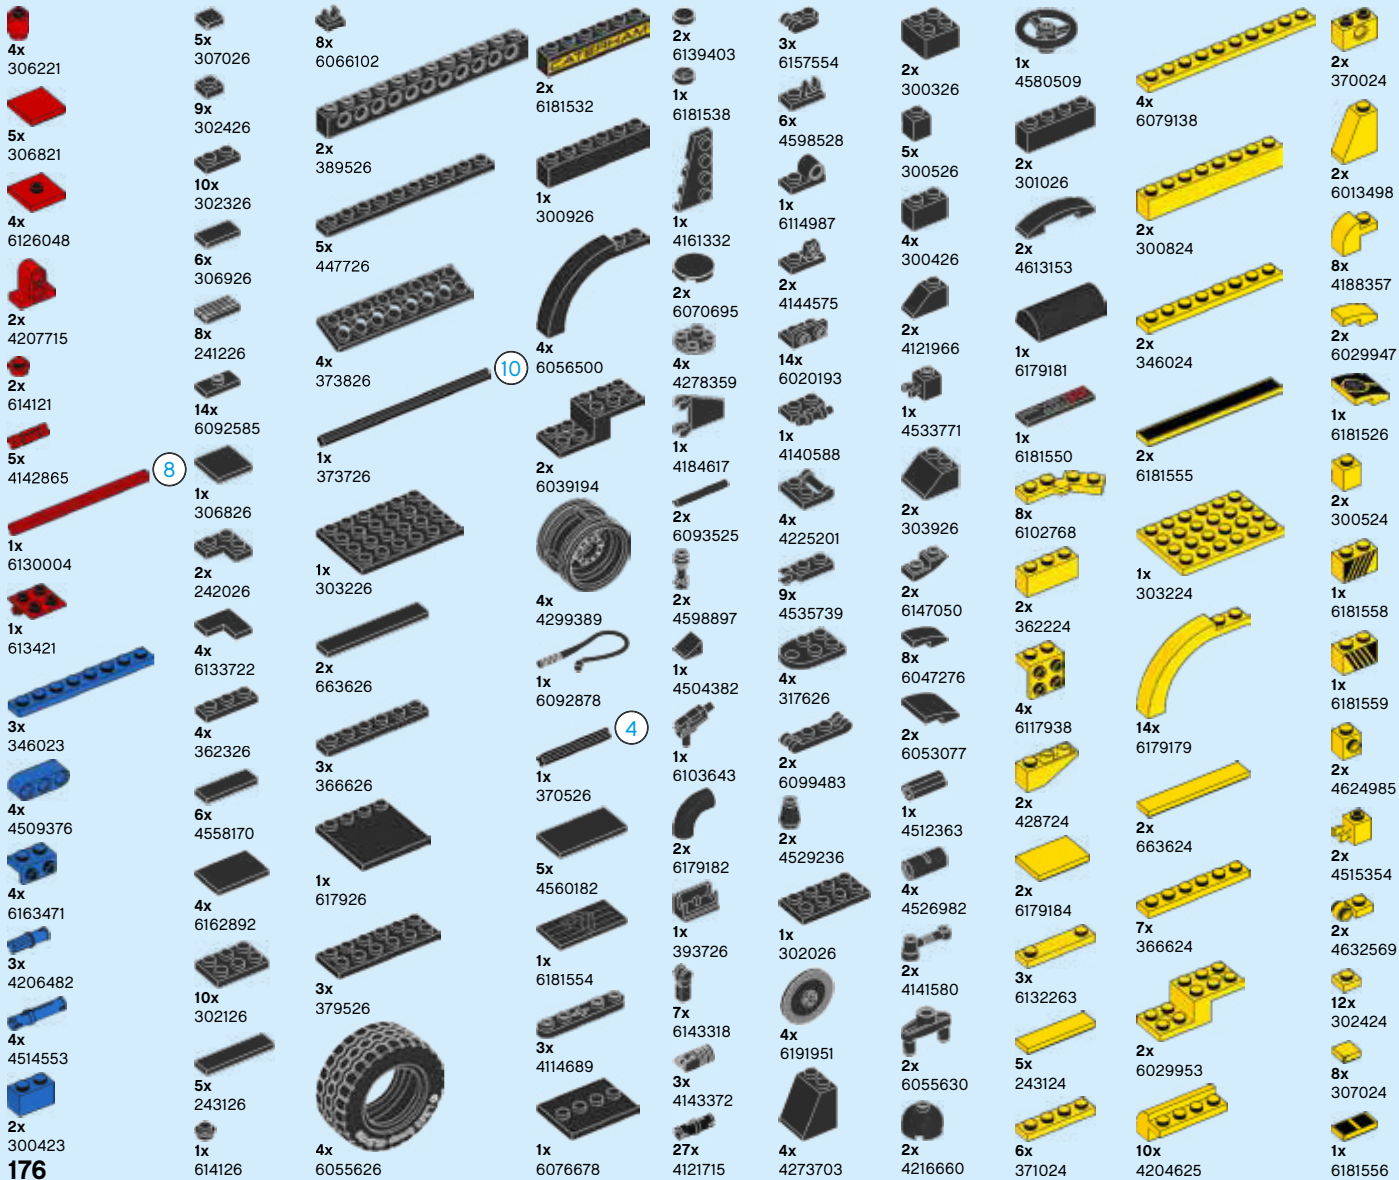 4x
306221
5x
306821
4x
6126048
2x
4207715
2x
614121
5x
4142865
8
1x
6130004
1x
613421
3x
346023
4x
4509376
4x
6163471
3x
4206482
4x
4514553
2x
300423
176
5x
307026
9x
302426
10x
302326
6x
306926
8x
241226
14x
6092585
1x
306826
2x
242026
4x
6133722
4x
362326
6x
4558170
4x
6162892
10x
302126
5x
243126
1x
614126
8x
6066102
2x
389526
5x
447726
4x
373826
10
1x
373726
1x
303226
2x
663626
3x
366626
1x
617926
3x
379526
4x
6055626
CATERHAM
2x
6181532
1x
300926
4x
6056500
2x
6039194
4x
4299389
1x
6092878
4
1x
370526
5x
4560182
1x
6181554
3x
4114689
1x
6076678
2x
6139403
1x
6181538
1x
4161332
2x
6070695
4x
4278359
1x
4184617
2x
6093525
2x
4598897
1x
4504382
1x
6103643
2x
6179182
1x
393726
7x
6143318
3x
4143372
27x
4121715
3x
6157554
6x
4598528
1x
6114987
2x
4144575
14x
6020193
1x
4140588
4x
4225201
9x
4535739
4x
317626
2x
6099483
2x
4529236
1x
302026
4x
6191951
4x
4273703
2x
300326
5x
300526
4x
300426
2x
4121966
1x
4533771
2x
303926
2x
6147050
8x
6047276
2x
6053077
1x
4512363
4x
4526982
2x
4141580
2x
6055630
2x
4216660
1x
4580509
2x
301026
2x
4613153
1x
6179181
1x
6181550
8x
6102768
2x
362224
4x
6117938
2x
428724
2x
6179184
3x
6132263
5x
243124
6x
371024
4x
6079138
2x
300824
2x
346024
2x
6181555
1x
303224
14x
6179179
2x
663624
7x
366624
2x
6029953
10x
4204625
2x
370024
2x
6013498
8x
4188357
2x
6029947
1x
6181526
2x
300524
1x
6181558
1x
6181559
2x
4624985
2x
4515354
2x
4632569
12x
302424
8x
307024
1x
6181556